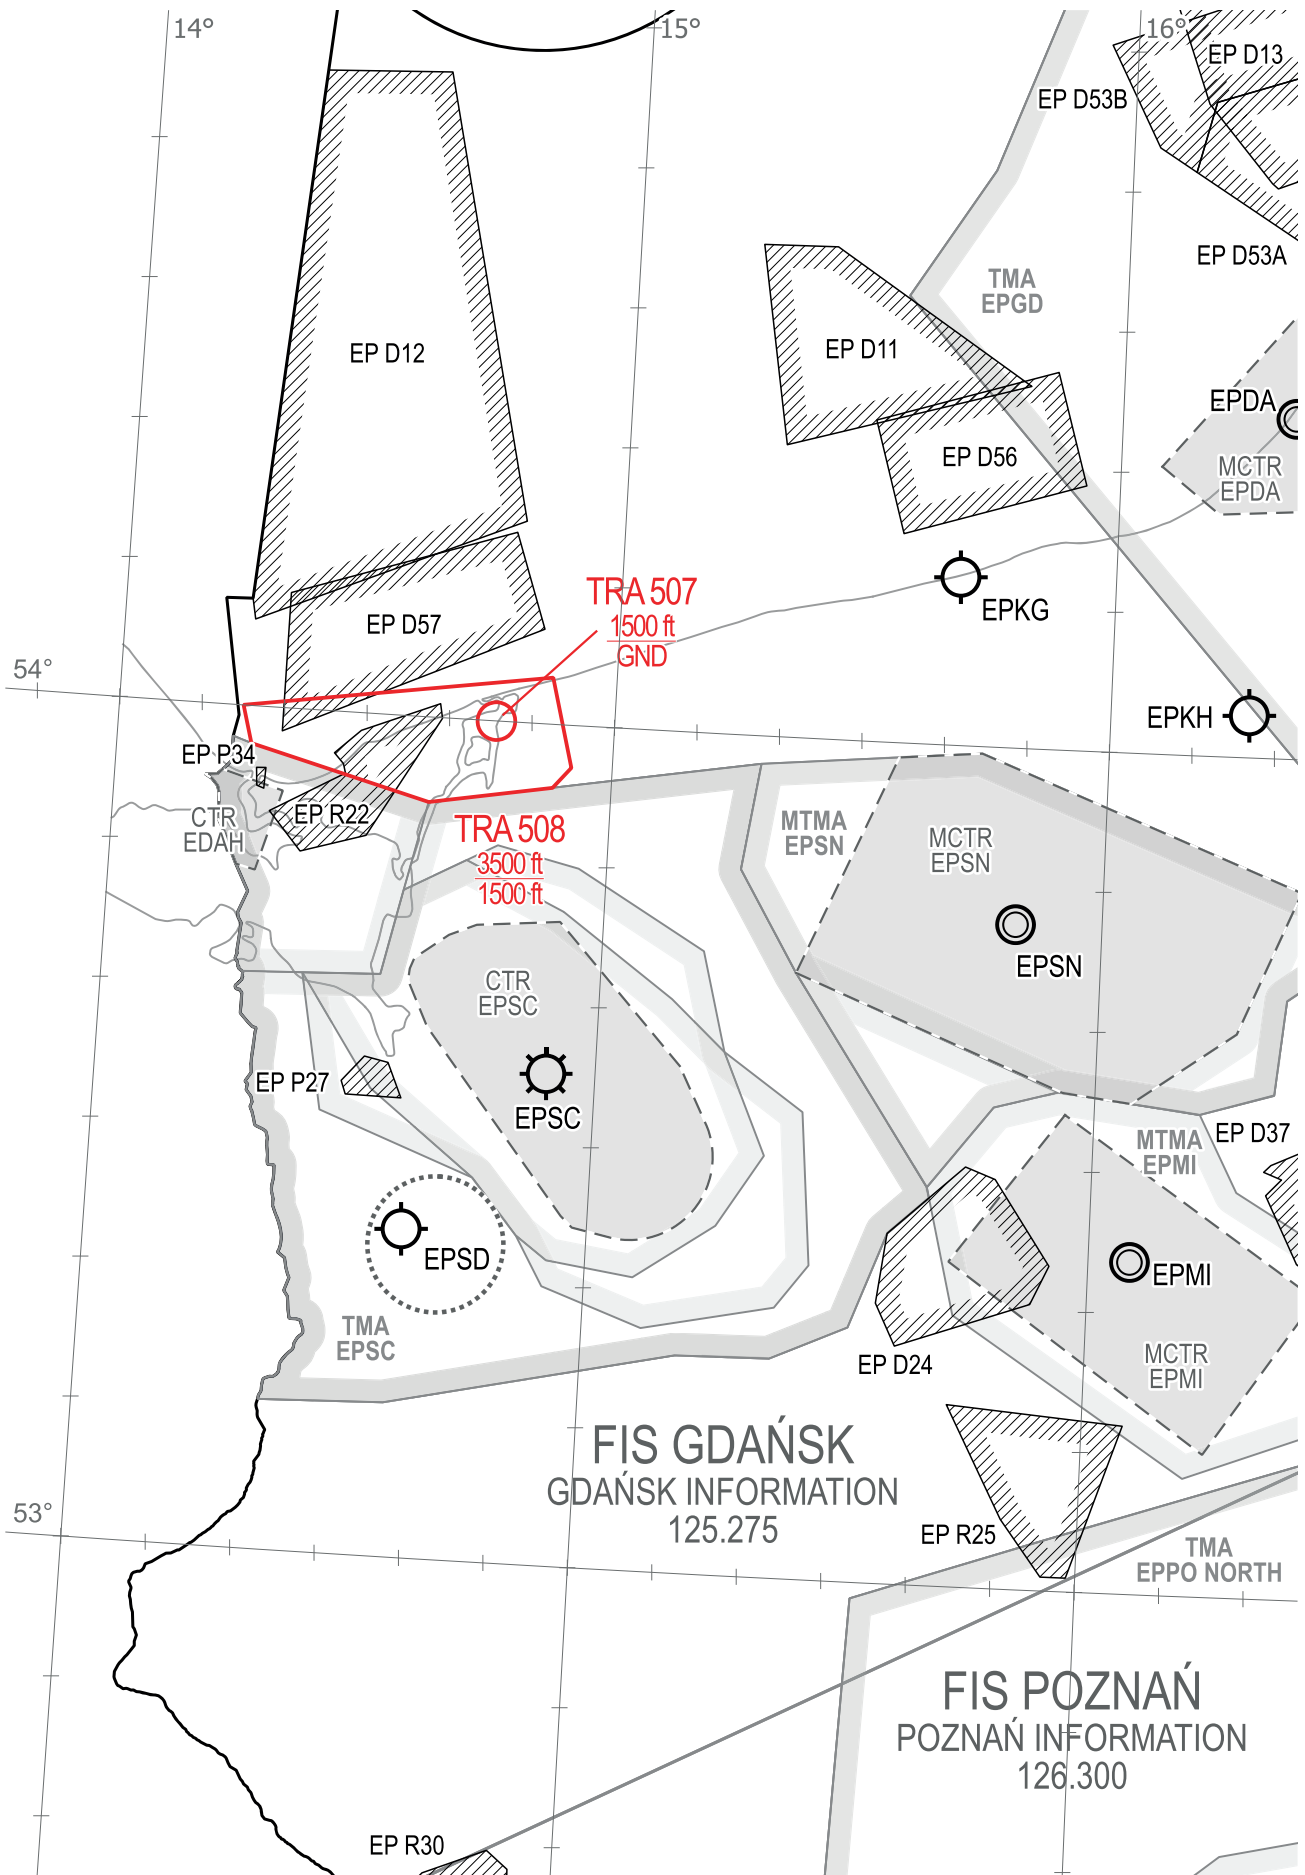 14°
15°
16°
EP D13
EP D53B
EP D53A
TMA
EPGD
EP D12
EP D11
EPDA
EP D56
MCTR
EPDA
TRA 507
1500 ft
GND
EPKG
EP D57
54°
EPKH
EP P34
EP R22
CTR
EDAH
TRA 508
3500 ft
1500 ft
MTMA
EPSN
MCTR
EPSN
EPSN
CTR
EPSC
EP P27
EPSC
EP D37
MTMA
EPMI
EPSD
EPMI
TMA
EPSC
EP D24
MCTR
EPMI
FIS GDAŃSK
GDAŃSK INFORMATION
125.275
53°
EP R25
TMA
EPPO NORTH
FIS POZNAŃ
POZNAŃ INFORMATION
126.300
EP R30